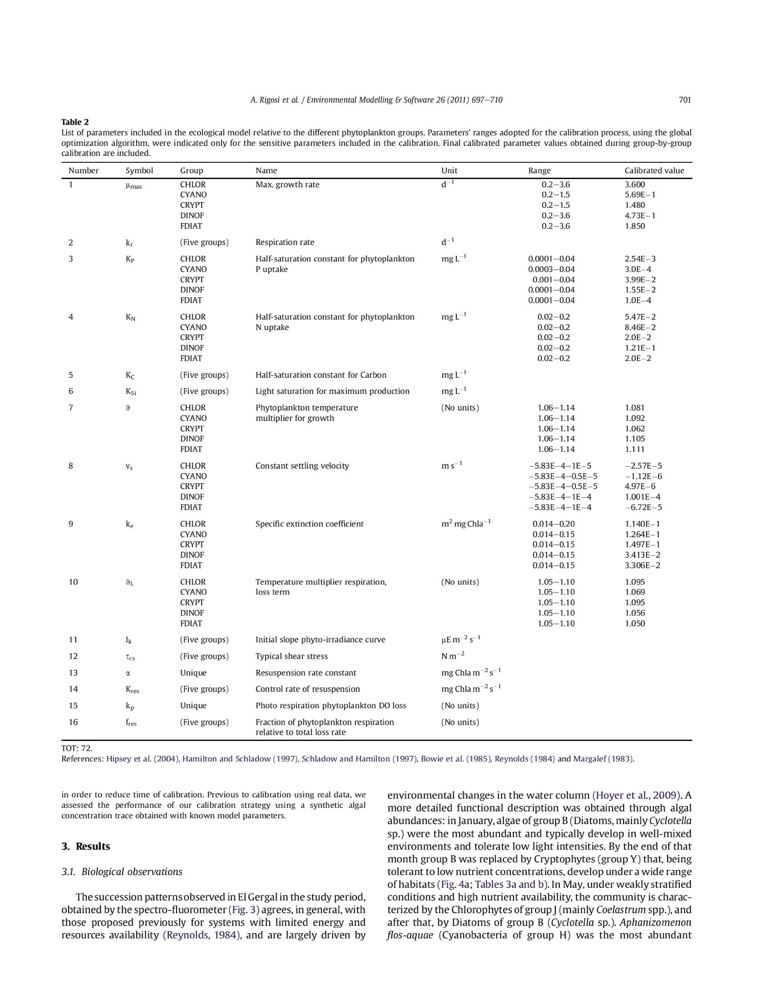 A. Rigosi et al. / Environmental Modelling & Software 26 (2011) 697–710 701
Table 2
List of parameters included in the ecological model relative to the different phytoplankton groups. Parameters' ranges adopted for the calibration process, using the global
optimization algorithm, were indicated only for the sensitive parameters included in the calibration. Final calibrated parameter values obtained during group-by-group
calibration are included.
Number Symbol Group Name Unit Range Calibrated value
1 μmax CHLOR Max. growth rate d−1 0.2–3.6 3.600
CYANO 0.2–1.5 5.69E−1
CRYPT 0.2–1.5 1.480
DINOF 0.2–3.6 4.73E−1
FDIAT 0.2–3.6 1.850
2 kr (Five groups) Respiration rate d−1
3 KP CHLOR Half-saturation constant for phytoplankton mg L−1 0.0001–0.04 2.54E−3
CYANO P uptake 0.0003–0.04 3.0E−4
CRYPT 0.001–0.04 3.99E−2
DINOF 0.0001–0.04 1.55E−2
FDIAT 0.0001–0.04 1.0E−4
4 KN CHLOR Half-saturation constant for phytoplankton mg L−1 0.02–0.2 5.47E−2
CYANO N uptake 0.02–0.2 8.46E−2
CRYPT 0.02–0.2 2.0E−2
DINOF 0.02–0.2 1.21E−1
FDIAT 0.02–0.2 2.0E−2
5 KC (Five groups) Half-saturation constant for Carbon mg L−1
6 KSi (Five groups) Light saturation for maximum production mg L−1
7 ϑ CHLOR Phytoplankton temperature (No units) 1.06–1.14 1.081
CYANO multiplier for growth 1.06–1.14 1.092
CRYPT 1.06–1.14 1.062
DINOF 1.06–1.14 1.105
FDIAT 1.06–1.14 1.111
8 vs CHLOR Constant settling velocity m s−1 −5.83E−4–1E−5 −2.57E−5
CYANO −5.83E−4–0.5E−5 −1.12E−6
CRYPT −5.83E−4–0.5E−5 4.97E−6
DINOF −5.83E−4–1E−4 1.001E−4
FDIAT −5.83E−4–1E−4 −6.72E−5
9 ke CHLOR Specific extinction coefficient m2 mg Chla−1 0.014–0.20 1.140E−1
CYANO 0.014–0.15 1.264E−1
CRYPT 0.014–0.15 1.497E−1
DINOF 0.014–0.15 3.413E−2
FDIAT 0.014–0.15 3.306E−2
10 ϑL CHLOR Temperature multiplier respiration, (No units) 1.05–1.10 1.095
CYANO loss term 1.05–1.10 1.069
CRYPT 1.05–1.10 1.095
DINOF 1.05–1.10 1.056
FDIAT 1.05–1.10 1.050
11 Ik (Five groups) Initial slope phyto-irradiance curve μE m−2 s−1
12 τcs (Five groups) Typical shear stress N m−2
13 α Unique Resuspension rate constant mg Chla m−2 s−1
14 Kres (Five groups) Control rate of resuspension mg Chla m−2 s−1
15 kp Unique Photo respiration phytoplankton DO loss (No units)
16 fres (Five groups) Fraction of phytoplankton respiration (No units)
relative to total loss rate
TOT: 72.
References: Hipsey et al. (2004), Hamilton and Schladow (1997), Schladow and Hamilton (1997), Bowie et al. (1985), Reynolds (1984) and Margalef (1983).
in order to reduce time of calibration. Previous to calibration using real data, we
assessed the performance of our calibration strategy using a synthetic algal
concentration trace obtained with known model parameters.
3. Results
3.1. Biological observations
The succession patterns observed in El Gergal in the study period,
obtained by the spectro-fluorometer (Fig. 3) agrees, in general, with
those proposed previously for systems with limited energy and
resources availability (Reynolds, 1984), and are largely driven by
environmental changes in the water column (Hoyer et al., 2009). A
more detailed functional description was obtained through algal
abundances: in January, algae of group B (Diatoms, mainly Cyclotella
sp.) were the most abundant and typically develop in well-mixed
environments and tolerate low light intensities. By the end of that
month group B was replaced by Cryptophytes (group Y) that, being
tolerant to low nutrient concentrations, develop under a wide range
of habitats (Fig. 4a; Tables 3a and b). In May, under weakly stratified
conditions and high nutrient availability, the community is charac-
terized by the Chlorophytes of group J (mainly Coelastrum spp.), and
after that, by Diatoms of group B (Cyclotella sp.). Aphanizomenon
flos-aquae (Cyanobacteria of group H) was the most abundant